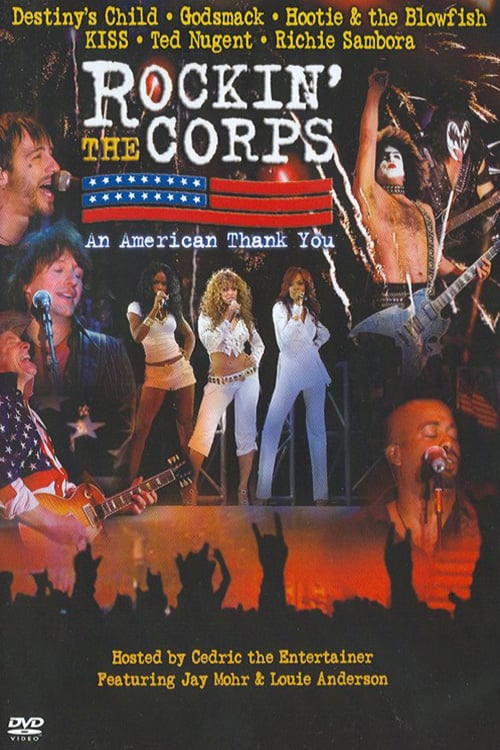 Destiny's Child • Godsmack • Hootie & the Blowfish
KISS • Ted Nugent • Richie Sambora
ROCKIN'
THE CORPS
An American Thank You
Hosted by Cedric the Entertainer
Featuring Jay Mohr & Louie Anderson
DVD
VIDEO